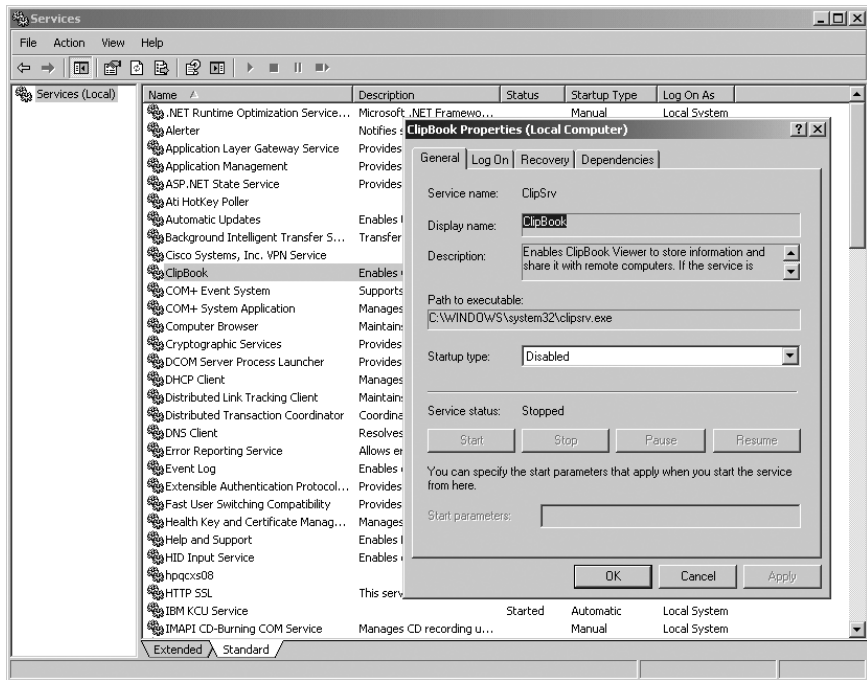 Services
File Action View Help
Services (Local)
Name Description Status Startup Type Log On As
.NET Runtime Optimization Service... Microsoft .NET Framewo... Manual Local System
Alerter Notifies
Application Layer Gateway Service Provides
Application Management Provides
ASP.NET State Service Provides
Ati HotKey Poller
Automatic Updates Enables
Background Intelligent Transfer S... Transfer
Cisco Systems, Inc. VPN Service
ClipBook Enables
COM+ Event System Supports
COM+ System Application Manages
Computer Browser Maintain
Cryptographic Services Provides
DCOM Server Process Launcher Provides
DHCP Client Manages
Distributed Link Tracking Client Maintain
Distributed Transaction Coordinator Coordina
DNS Client Resolves
Error Reporting Service Allows er
Event Log Enables
Extensible Authentication Protocol... Provides
Fast User Switching Compatibility Provides
Health Key and Certificate Manag... Manages
Help and Support Enables
HID Input Service Enables
hpqcxs08
HTTP SSL This serv
IBM KCU Service Started Automatic Local System
IMAPI CD-Burning COM Service Manages CD recording u... Manual Local System
Extended Standard
ClipBook Properties (Local Computer)
General Log On Recovery Dependencies
Service name: ClipSrv
Display name: ClipBook
Description: Enables ClipBook Viewer to store information and
share it with remote computers. If the service is
Path to executable:
C:\WINDOWS\system32\clipsrv.exe
Startup type: Disabled
Service status: Stopped
Start Stop Pause Resume
You can specify the start parameters that apply when you start the service
from here.
Start parameters:
OK Cancel Apply